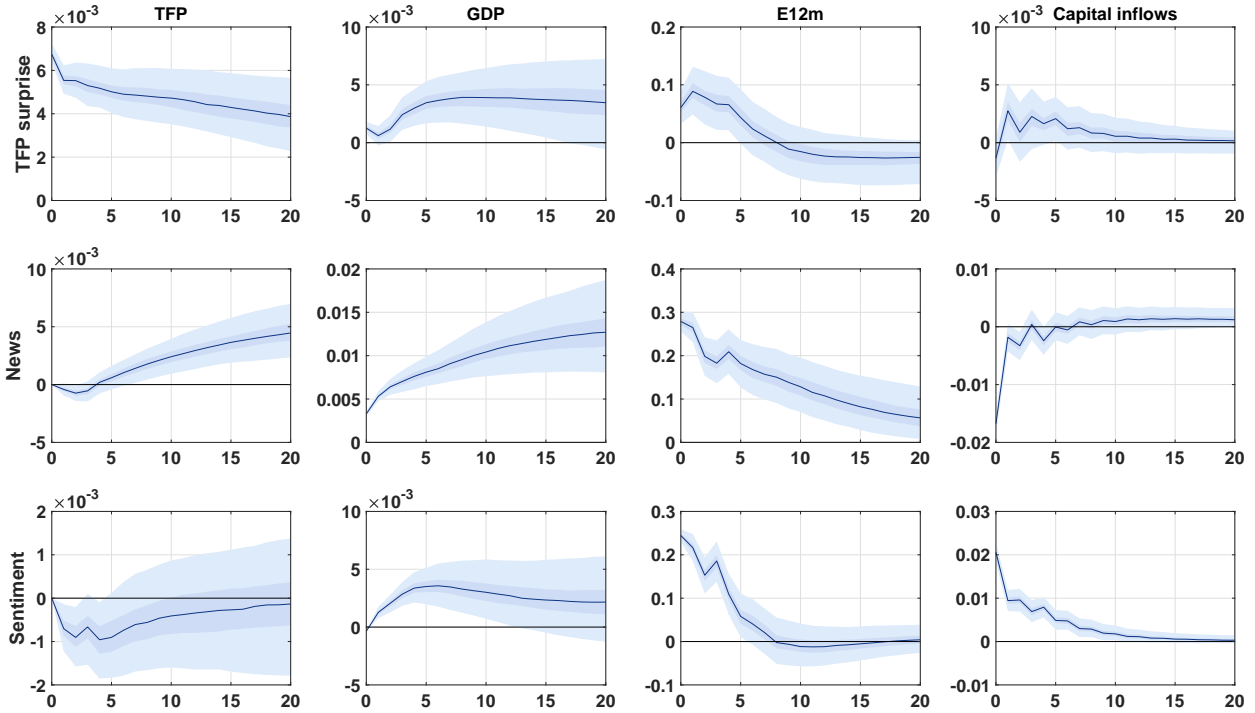 TFP GDP E12m Capital inflows
×10-3 ×10-3 ×10-3
TFP surprise
8 6 4 2 0
0 5 10 15 20
10 5 0 -5
0 5 10 15 20
0.2 0.1 0 -0.1
0 5 10 15 20
10 5 0 -5
0 5 10 15 20
News
×10-3
10 5 0 -5
0 5 10 15 20
0.02 0.015 0.01 0.005 0
0 5 10 15 20
0.4 0.3 0.2 0.1 0
0 5 10 15 20
0.01 0 -0.01 -0.02
0 5 10 15 20
Sentiment
×10-3
2 1 0 -1 -2
0 5 10 15 20
×10-3
10 5 0 -5
0 5 10 15 20
0.3 0.2 0.1 0 -0.1
0 5 10 15 20
0.03 0.02 0.01 0 -0.01
0 5 10 15 20